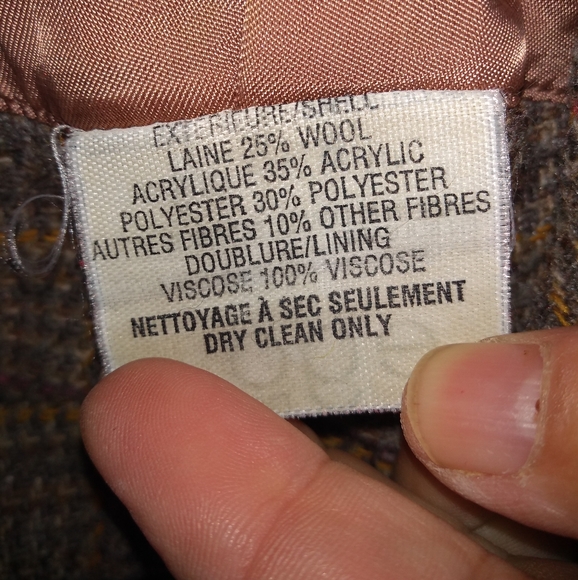 EXTERIEURE/SHELL
LAINE 25% WOOL
ACRYLIQUE 35% ACRYLIC
POLYESTER 30% POLYESTER
AUTRES FIBRES 10% OTHER FIBRES
DOUBLURE/LINING
VISCOSE 100% VISCOSE
NETTOYAGE À SEC SEULEMENT
DRY CLEAN ONLY